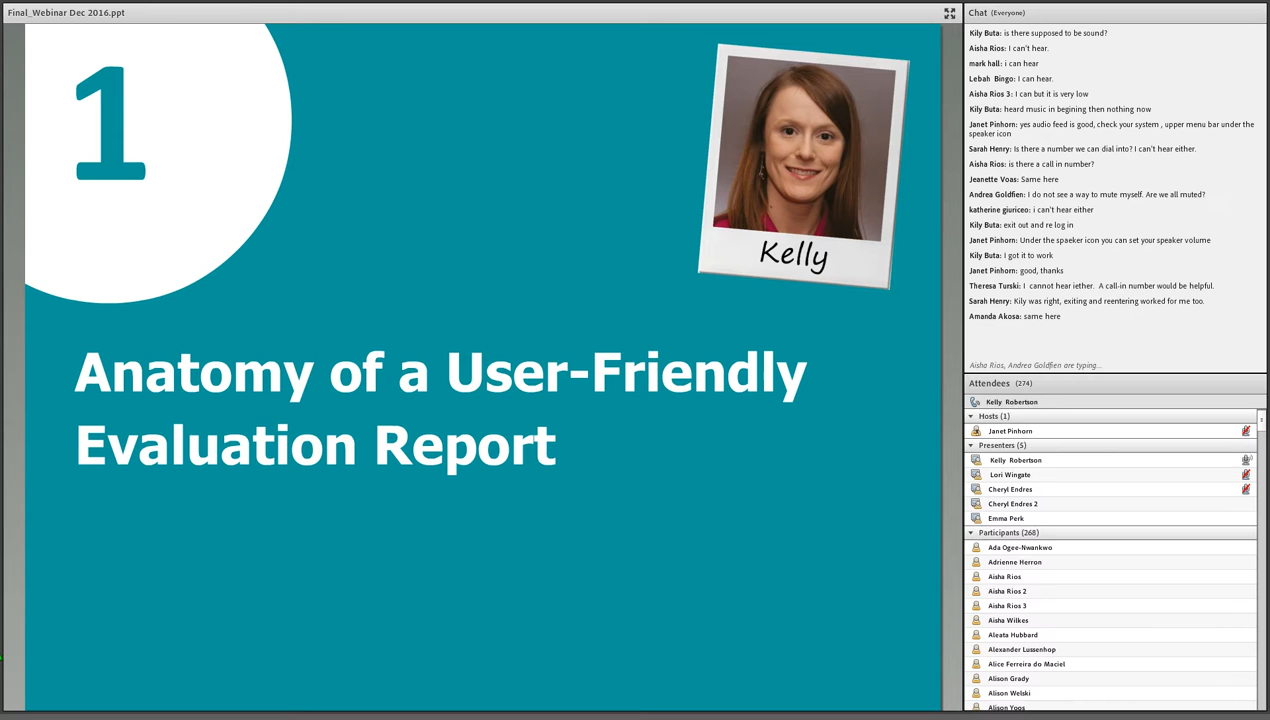 Final_Webinar Dec 2016.ppt
1
Kelly
Anatomy of a User-Friendly
Evaluation Report
Chat (Everyone)
Kily Buta: is there supposed to be sound?
Aisha Rios: I can't hear.
mark hall: i can hear
Lebah Bingo: I can hear.
Aisha Rios 3: I can but it is very low
Kily Buta: heard music in begining then nothing now
Janet Pinhorn: yes audio feed is good, check your system , upper menu bar under the
speaker icon
Sarah Henry: Is there a number we can dial into? I can't hear either.
Aisha Rios: is there a call in number?
Jeanette Voas: Same here
Andrea Goldfien: I do not see a way to mute myself. Are we all muted?
katherine giuriceo: i can't hear either
Kily Buta: exit out and re log in
Janet Pinhorn: Under the spaeker icon you can set your speaker volume
Kily Buta: I got it to work
Janet Pinhorn: good, thanks
Theresa Turski: I cannot hear iether. A call-in number would be helpful.
Sarah Henry: Kily was right, exiting and reentering worked for me too.
Amanda Akosa: same here
Aisha Rios, Andrea Goldfien are typing...
Attendees (274)
Kelly Robertson
Hosts (1)
Janet Pinhorn
Presenters (5)
Kelly Robertson
Lori Wingate
Cheryl Endres
Cheryl Endres 2
Emma Perk
Participants (268)
Ada Ogee-Nwankwo
Adrienne Herron
Aisha Rios
Aisha Rios 2
Aisha Rios 3
Aisha Wilkes
Aleata Hubbard
Alexander Lussenhop
Alice Ferreira do Maciel
Alison Grady
Alison Welski
Alison Yoos